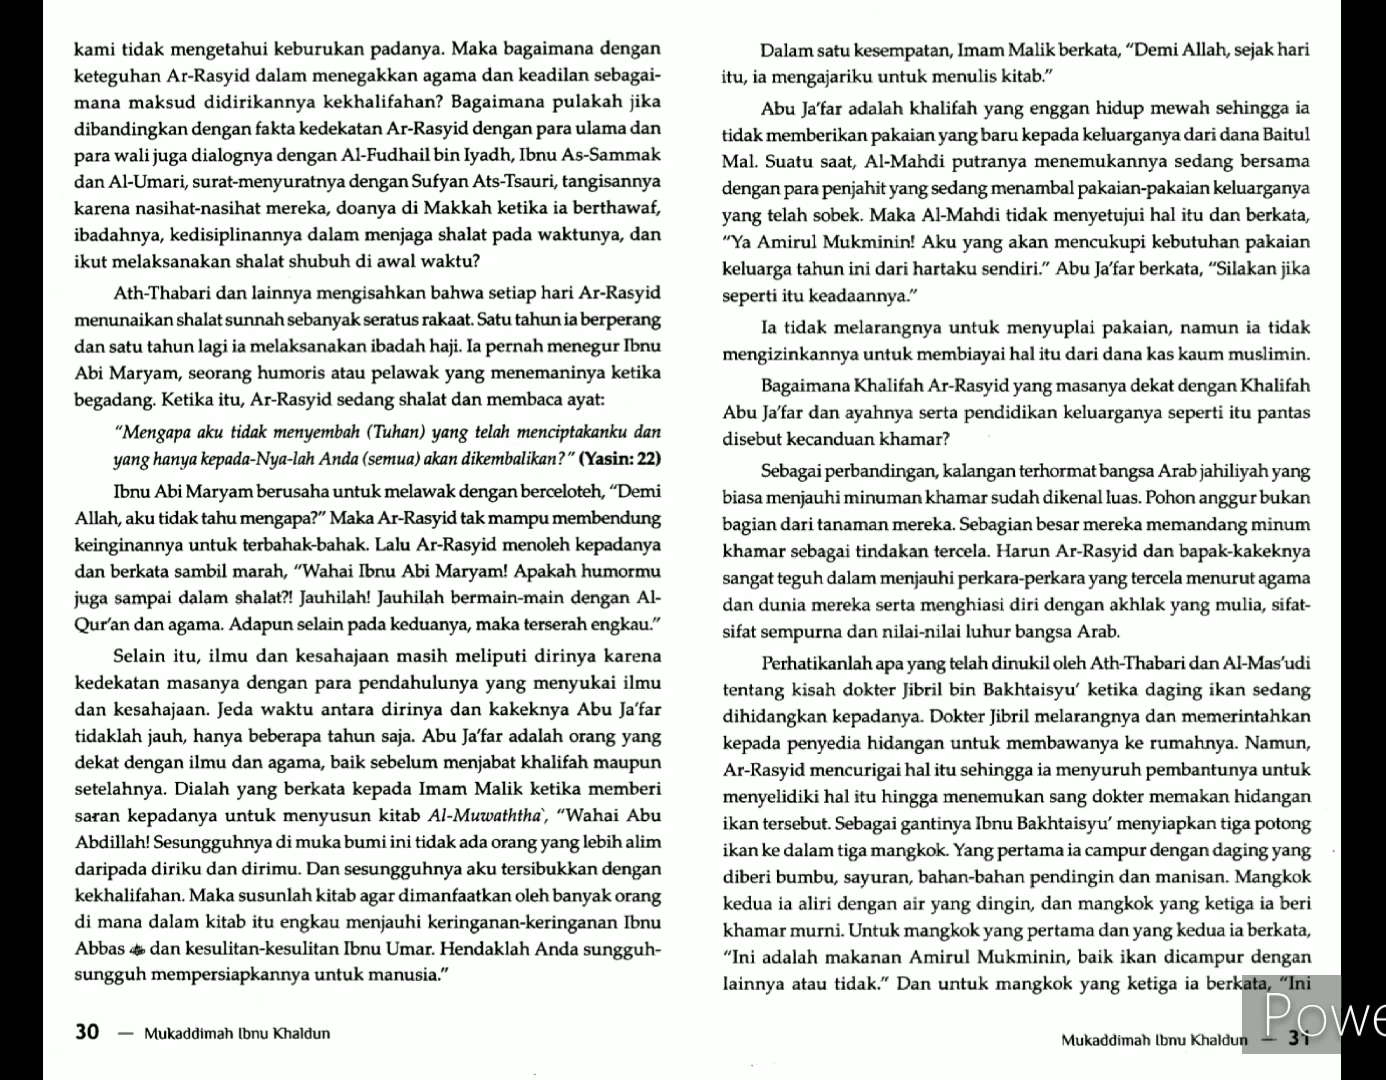 kami tidak mengetahui keburukan padanya. Maka bagaimana dengan
keteguhan Ar-Rasyid dalam menegakkan agama dan keadilan sebagai-
mana maksud didirikannya kekhalifahan? Bagaimana pulakah jika
dibandingkan dengan fakta kedekatan Ar-Rasyid dengan para ulama dan
para wali juga dialognya dengan Al-Fudhail bin Iyadh, Ibnu As-Sammak
dan Al-Umari, surat-menyuratnya dengan Sufyan Ats-Tsauri, tangisannya
karena nasihat-nasihat mereka, doanya di Makkah ketika ia berthawaf,
ibadahnya, kedisiplinannya dalam menjaga shalat pada waktunya, dan
ikut melaksanakan shalat shubuh di awal waktu?
Ath-Thabari dan lainnya mengisahkan bahwa setiap hari Ar-Rasyid
menunaikan shalat sunnah sebanyak seratus rakaat. Satu tahun ia berperang
dan satu tahun lagi ia melaksanakan ibadah haji. Ia pernah menegur Ibnu
Abi Maryam, seorang humoris atau pelawak yang menemaninya ketika
begadang. Ketika itu, Ar-Rasyid sedang shalat dan membaca ayat:
"Mengapa aku tidak menyembah (Tuhan) yang telah menciptakanku dan
yang hanya kepada-Nya-lah Anda (semua) akan dikembalikan?" (Yasin: 22)
Ibnu Abi Maryam berusaha untuk melawak dengan berceloteh, "Demi
Allah, aku tidak tahu mengapa?" Maka Ar-Rasyid tak mampu membendung
keinginannya untuk terbahak-bahak. Lalu Ar-Rasyid menoleh kepadanya
dan berkata sambil marah, "Wahai Ibnu Abi Maryam! Apakah humormu
juga sampai dalam shalat?! Jauhilah! Jauhilah bermain-main dengan Al-
Qur'an dan agama. Adapun selain pada keduanya, maka terserah engkau."
Selain itu, ilmu dan kesahajaan masih meliputi dirinya karena
kedekatan masanya dengan para pendahulunya yang menyukai ilmu
dan kesahajaan. Jeda waktu antara dirinya dan kakeknya Abu Ja'far
tidaklah jauh, hanya beberapa tahun saja. Abu Ja'far adalah orang yang
dekat dengan ilmu dan agama, baik sebelum menjabat khalifah maupun
setelahnya. Dialah yang berkata kepada Imam Malik ketika memberi
saran kepadanya untuk menyusun kitab Al-Muwaththa`, "Wahai Abu
Abdillah! Sesungguhnya di muka bumi ini tidak ada orang yang lebih alim
daripada diriku dan dirimu. Dan sesungguhnya aku tersibukkan dengan
kekhalifahan. Maka susunlah kitab agar dimanfaatkan oleh banyak orang
di mana dalam kitab itu engkau menjauhi keringanan-keringanan Ibnu
Abbas dan kesulitan-kesulitan Ibnu Umar. Hendaklah Anda sungguh-
sungguh mempersiapkannya untuk manusia."
30 — Mukaddimah Ibnu Khaldun
Dalam satu kesempatan, Imam Malik berkata, "Demi Allah, sejak hari
itu, ia mengajariku untuk menulis kitab."
Abu Ja'far adalah khalifah yang enggan hidup mewah sehingga ia
tidak memberikan pakaian yang baru kepada keluarganya dari dana Baitul
Mal. Suatu saat, Al-Mahdi putranya menemukannya sedang bersama
dengan para penjahit yang sedang menambal pakaian-pakaian keluarganya
yang telah sobek. Maka Al-Mahdi tidak menyetujui hal itu dan berkata,
"Ya Amirul Mukminin! Aku yang akan mencukupi kebutuhan pakaian
keluarga tahun ini dari hartaku sendiri." Abu Ja'far berkata, "Silakan jika
seperti itu keadaannya."
Ia tidak melarangnya untuk menyuplai pakaian, namun ia tidak
mengizinkannya untuk membiayai hal itu dari dana kas kaum muslimin.
Bagaimana Khalifah Ar-Rasyid yang masanya dekat dengan Khalifah
Abu Ja'far dan ayahnya serta pendidikan keluarganya seperti itu pantas
disebut kecanduan khamar?
Sebagai perbandingan, kalangan terhormat bangsa Arab jahiliyah yang
biasa menjauhi minuman khamar sudah dikenal luas. Pohon anggur bukan
bagian dari tanaman mereka. Sebagian besar mereka memandang minum
khamar sebagai tindakan tercela. Harun Ar-Rasyid dan bapak-kakeknya
sangat teguh dalam menjauhi perkara-perkara yang tercela menurut agama
dan dunia mereka serta menghiasi diri dengan akhlak yang mulia, sifat-
sifat sempurna dan nilai-nilai luhur bangsa Arab.
Perhatikanlah apa yang telah dinukil oleh Ath-Thabari dan Al-Mas'udi
tentang kisah dokter Jibril bin Bakhtaisyu' ketika daging ikan sedang
dihidangkan kepadanya. Dokter Jibril melarangnya dan memerintahkan
kepada penyedia hidangan untuk membawanya ke rumahnya. Namun,
Ar-Rasyid mencurigai hal itu sehingga ia menyuruh pembantunya untuk
menyelidiki hal itu hingga menemukan sang dokter memakan hidangan
ikan tersebut. Sebagai gantinya Ibnu Bakhtaisyu' menyiapkan tiga potong
ikan ke dalam tiga mangkok. Yang pertama ia campur dengan daging yang
diberi bumbu, sayuran, bahan-bahan pendingin dan manisan. Mangkok
kedua ia aliri dengan air yang dingin, dan mangkok yang ketiga ia beri
khamar murni. Untuk mangkok yang pertama dan yang kedua ia berkata,
"Ini adalah makanan Amirul Mukminin, baik ikan dicampur dengan
lainnya atau tidak." Dan untuk mangkok yang ketiga ia berkata, "Ini
Mukaddimah Ibnu Khaldun — 31
Powe